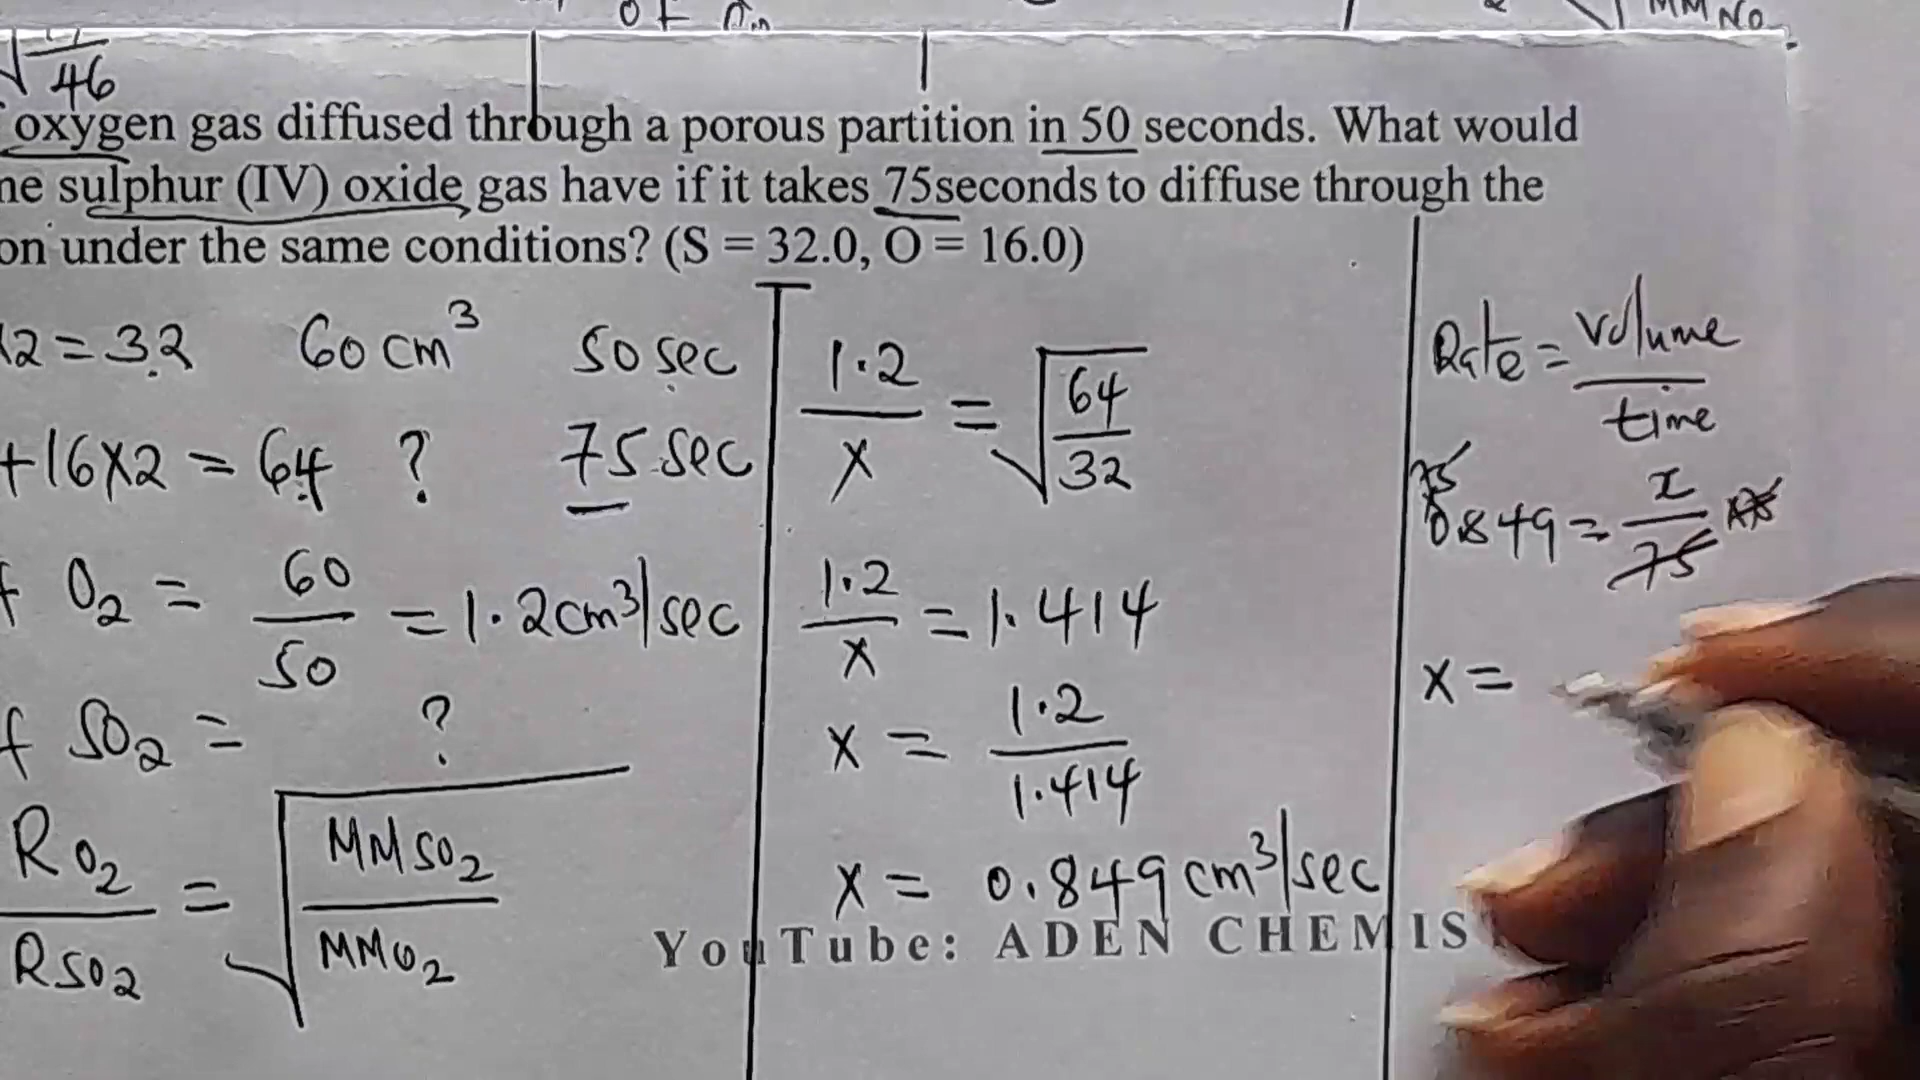 46
oxygen gas diffused through a porous partition in 50 seconds. What would
ne sulphur (IV) oxide gas have if it takes 75seconds to diffuse through the
on under the same conditions? (S = 32.0, O = 16.0)
x2 = 32 60 cm³ 50 sec
+16x2 = 64 ? 75 sec
f O₂ = 60/50 = 1.2cm³/sec
f SO₂ = ?
RO₂/RSO₂ = √(MMSO₂/MMO₂)
1.2/x = √(64/32)
1.2/x = 1.414
x = 1.2/1.414
x = 0.849 cm³/sec
Rate = volume/time
75x 0.849 = x/75 x75
x =
YouTube: ADEN CHEMIS
MMNO